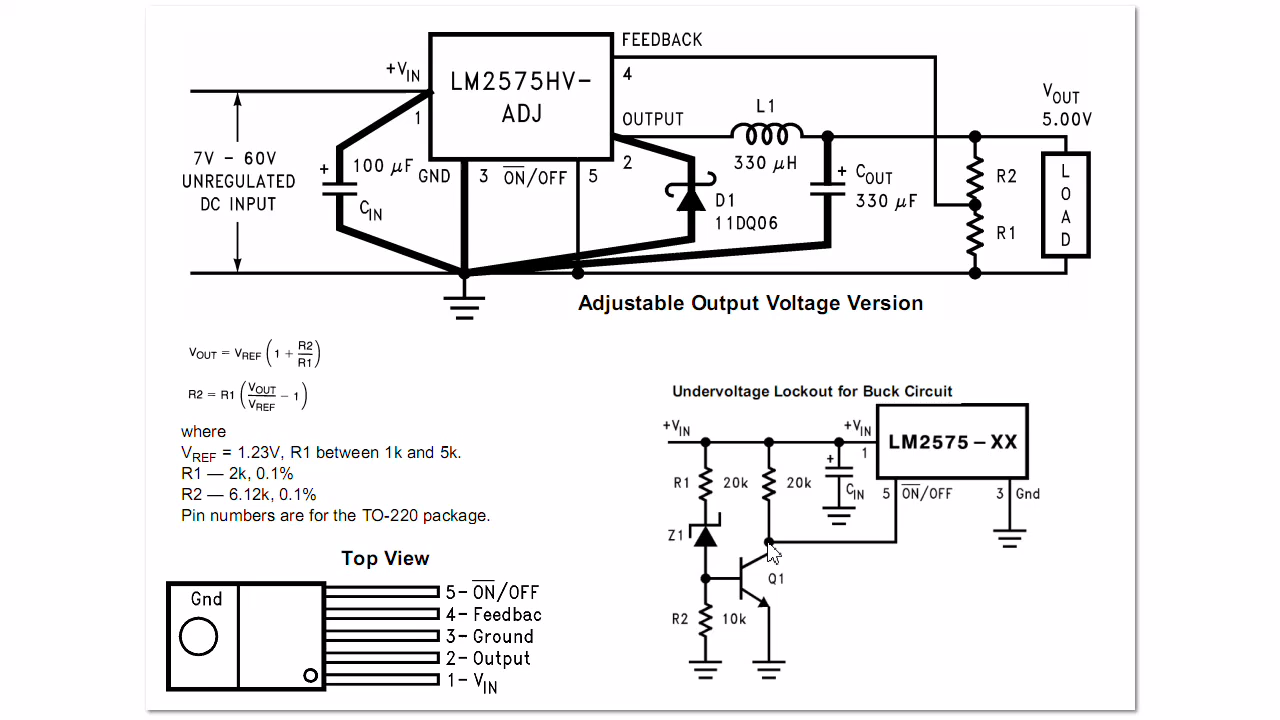 FEEDBACK
+VIN
LM2575HV-
ADJ
4
1
OUTPUT
L1
VOUT
5.00V
7V - 60V
UNREGULATED
DC INPUT
+
100 µF
CIN
GND
3
ON/OFF
5
2
330 µH
D1
11DQ06
+
COUT
330 µF
R2
R1
LOAD
Adjustable Output Voltage Version
VOUT = VREF (1 + R2/R1)
R2 = R1 (VOUT/VREF - 1)
where
VREF = 1.23V, R1 between 1k and 5k.
R1 — 2k, 0.1%
R2 — 6.12k, 0.1%
Pin numbers are for the TO-220 package.
Top View
Gnd
5- ON/OFF
4- Feedbac
3- Ground
2- Output
1- VIN
Undervoltage Lockout for Buck Circuit
+VIN
+VIN
1
LM2575-XX
R1
20k
20k
+
CIN
5
ON/OFF
3
Gnd
Z1
Q1
R2
10k